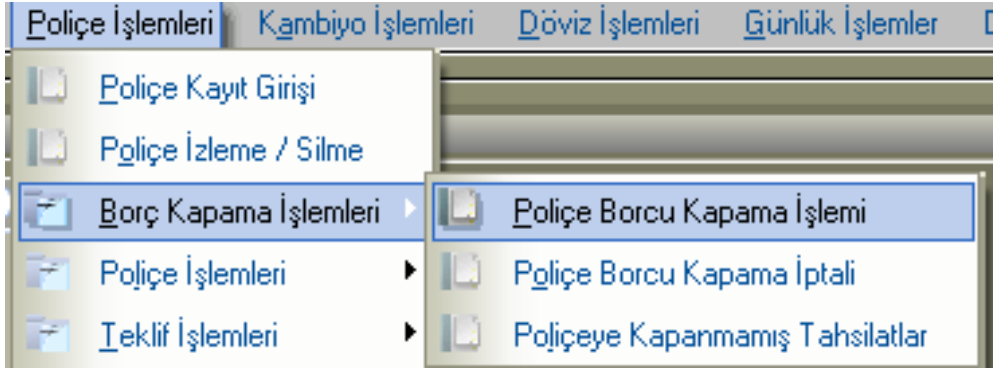 Poliçe İşlemleri Kambiyo İşlemleri Döviz İşlemleri Günlük İşlemler
Poliçe Kayıt Girişi
Poliçe İzleme / Silme
Borç Kapama İşlemleri
Poliçe İşlemleri
Teklif İşlemleri
Poliçe Borcu Kapama İşlemi
Poliçe Borcu Kapama İptali
Poliçeye Kapanmamış Tahsilatlar